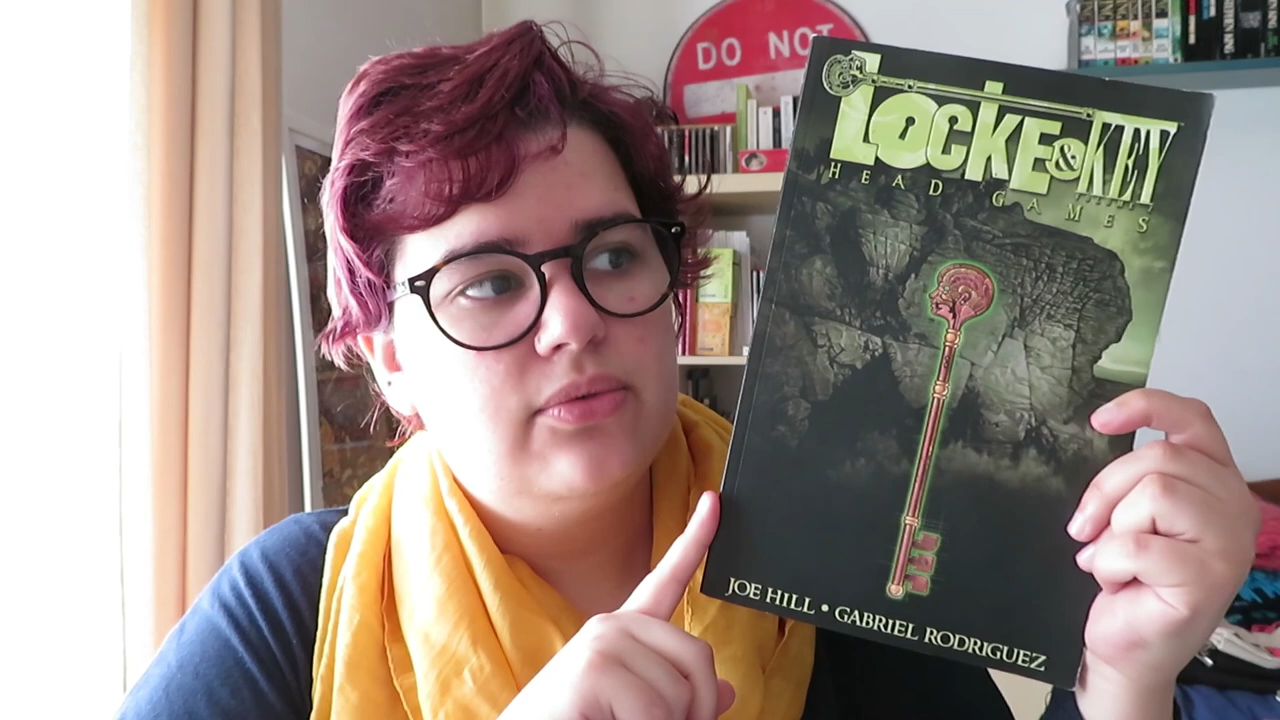 DO NOT
LOCKE & KEY
HEAD GAMES
JOE HILL • GABRIEL RODRIGUEZ